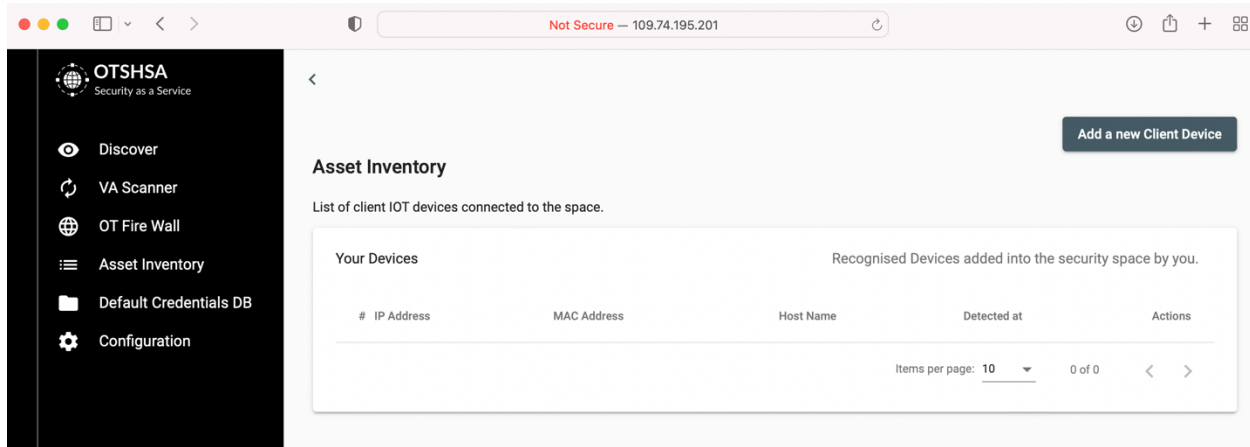 Not Secure — 109.74.195.201
OTSHSA
Security as a Service
Discover
VA Scanner
OT Fire Wall
Asset Inventory
Default Credentials DB
Configuration
Add a new Client Device
Asset Inventory
List of client IOT devices connected to the space.
Your Devices Recognised Devices added into the security space by you.
# IP Address MAC Address Host Name Detected at Actions
Items per page: 10 0 of 0